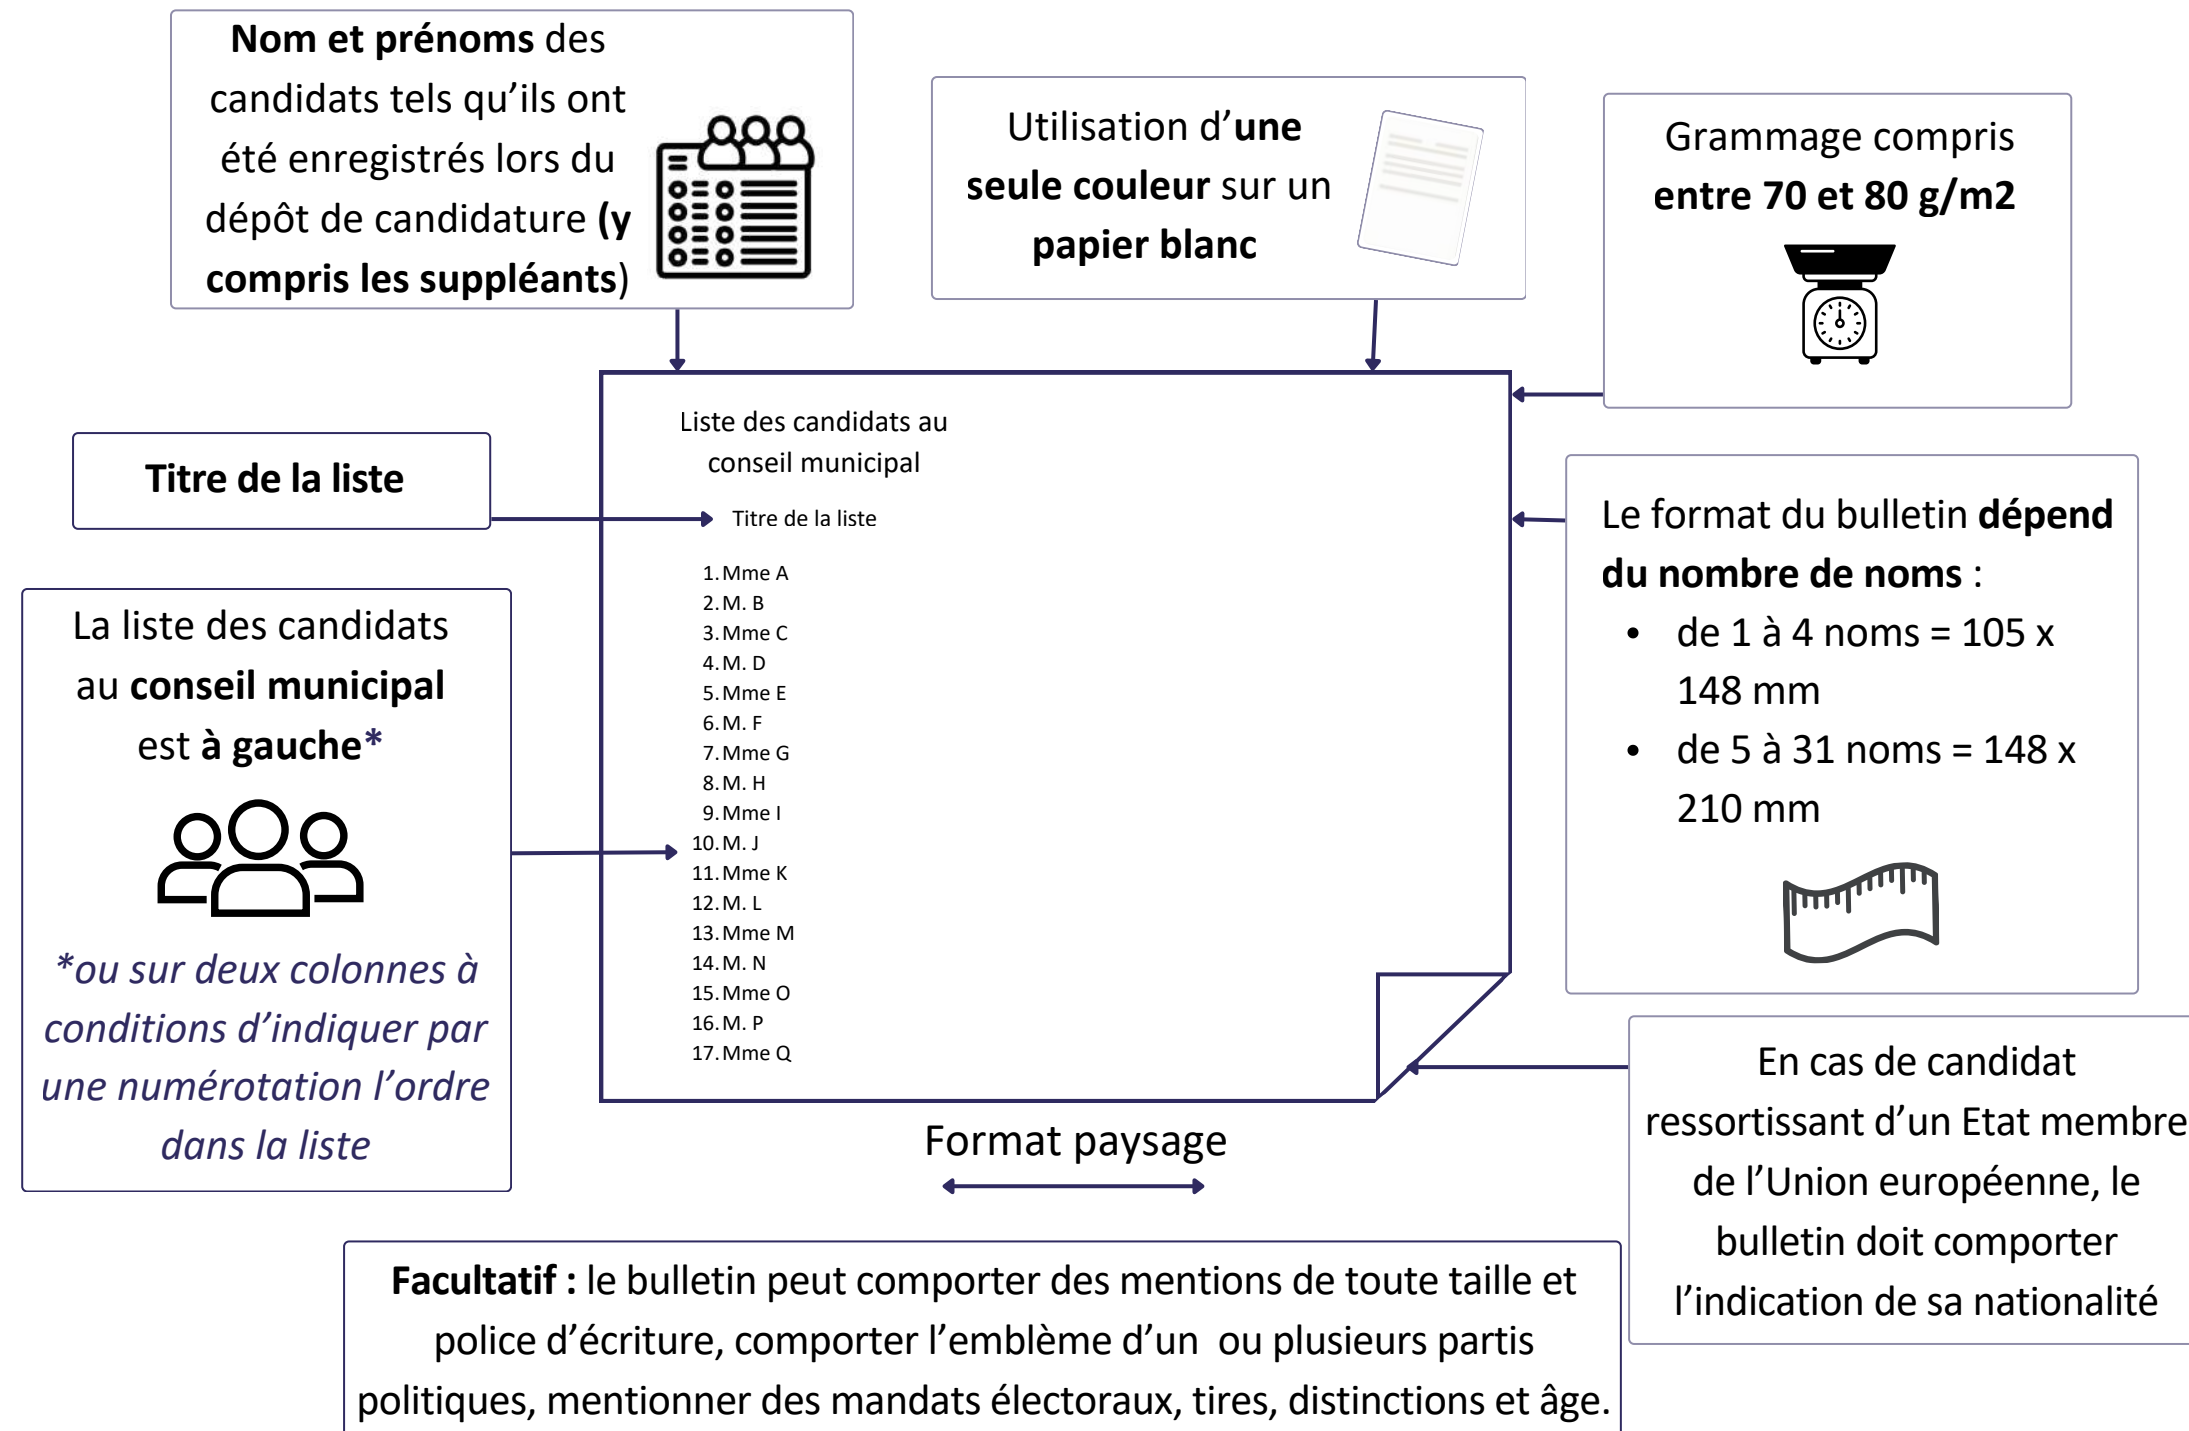 Nom et prénoms des
candidats tels qu'ils ont
été enregistrés lors du
dépôt de candidature (y
compris les suppléants)
Utilisation d'une
seule couleur sur un
papier blanc
Grammage compris
entre 70 et 80 g/m2
Titre de la liste
La liste des candidats
au conseil municipal
est à gauche*
*ou sur deux colonnes à
conditions d'indiquer par
une numérotation l'ordre
dans la liste
Liste des candidats au
conseil municipal
Titre de la liste
1. Mme A
2. M. B
3. Mme C
4. M. D
5. Mme E
6. M. F
7. Mme G
8. M. H
9. Mme I
10. M. J
11. Mme K
12. M. L
13. Mme M
14. M. N
15. Mme O
16. M. P
17. Mme Q
Le format du bulletin dépend
du nombre de noms :
• de 1 à 4 noms = 105 x
148 mm
• de 5 à 31 noms = 148 x
210 mm
En cas de candidat
ressortissant d'un Etat membre
de l'Union européenne, le
bulletin doit comporter
l'indication de sa nationalité
Format paysage
Facultatif : le bulletin peut comporter des mentions de toute taille et
police d'écriture, comporter l'emblème d'un ou plusieurs partis
politiques, mentionner des mandats électoraux, tires, distinctions et âge.